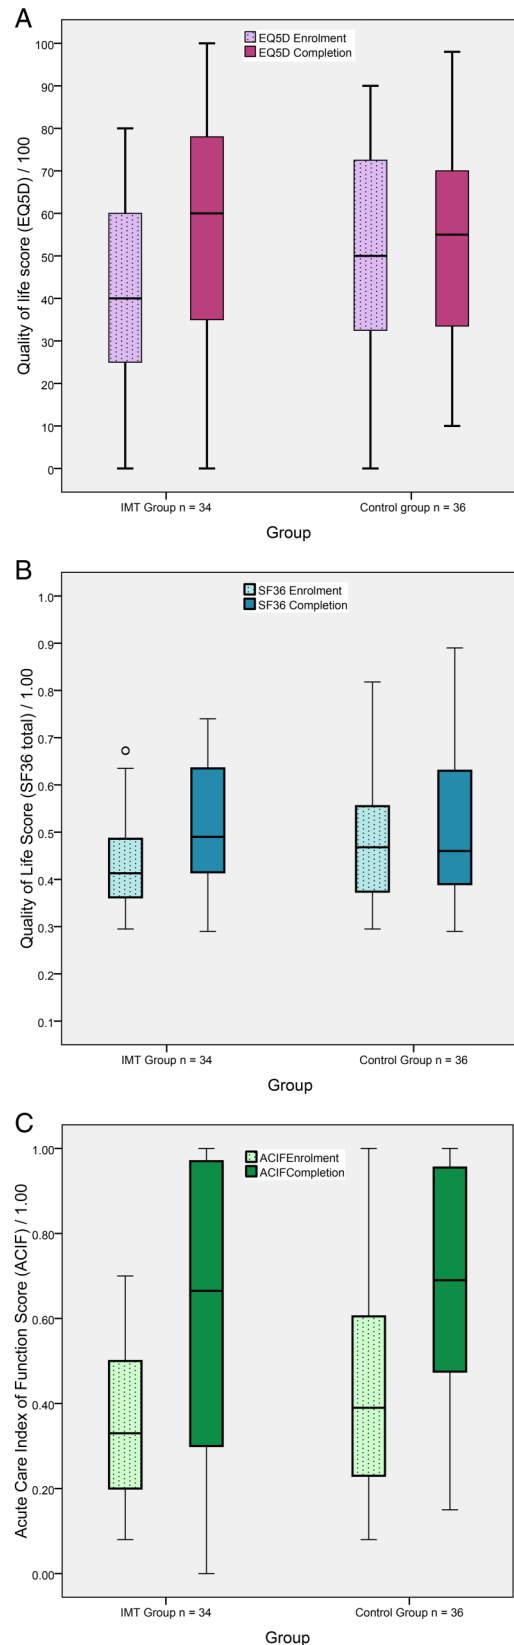 A
EQ5D Enrolment
EQ5D Completion
Quality of life score (EQ5D) / 100
100
90
80
70
60
50
40
30
20
10
0
IMT Group n = 34
Control group n = 36
Group
B
SF36 Enrolment
SF36 Completion
Quality of Life Score (SF36 total) / 1.00
1.0
0.9
0.8
0.7
0.6
0.5
0.4
0.3
0.2
0.1
IMT Group n = 34
Control Group n = 36
Group
C
ACIFEnrolment
ACIFCompletion
Acute Care Index of Function Score (ACIF) / 1.00
1.00
0.80
0.60
0.40
0.20
0.00
IMT Group n = 34
Control Group n = 36
Group